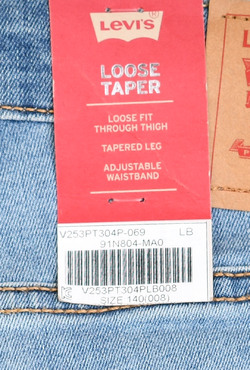 Levi's
LOOSE
TAPER
LOOSE FIT
THROUGH THIGH
TAPERED LEG
ADJUSTABLE
WAISTBAND
V253PT304P-069 LB
91N804-MA0
V253PT304PLB008
SIZE 140(008)